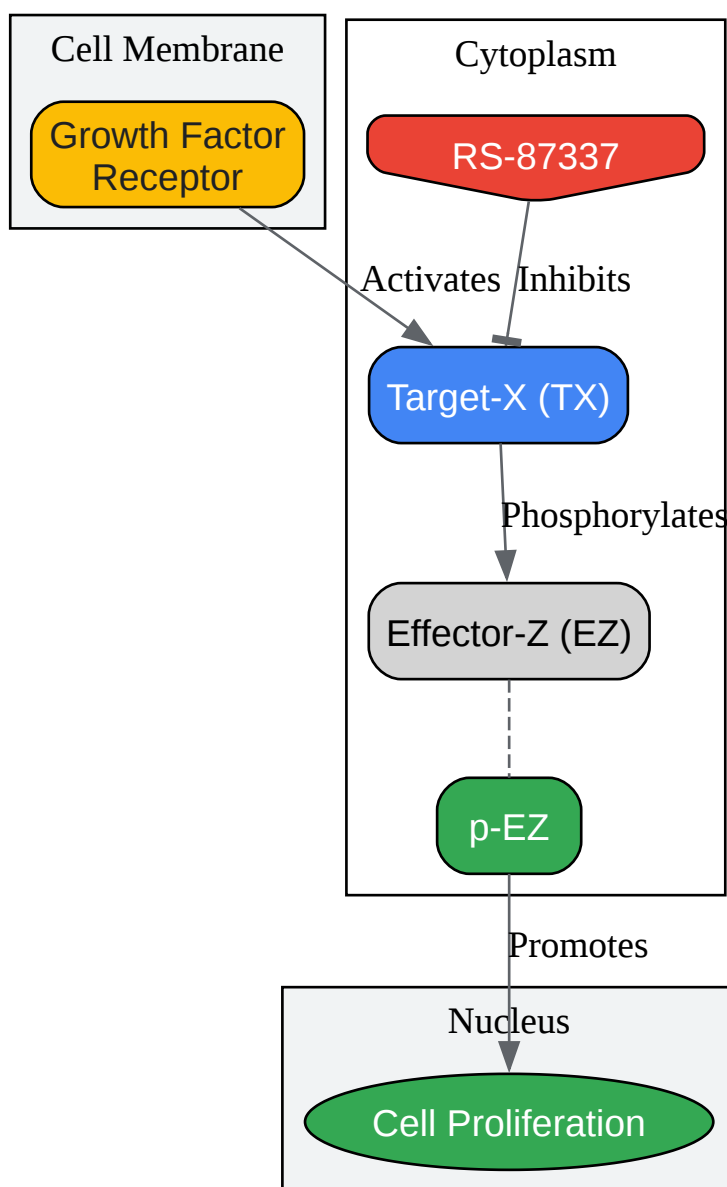 Cell Membrane
Growth Factor
Receptor
Cytoplasm
RS-87337
Activates
Inhibits
Target-X (TX)
Phosphorylates
Effector-Z (EZ)
p-EZ
Promotes
Nucleus
Cell Proliferation